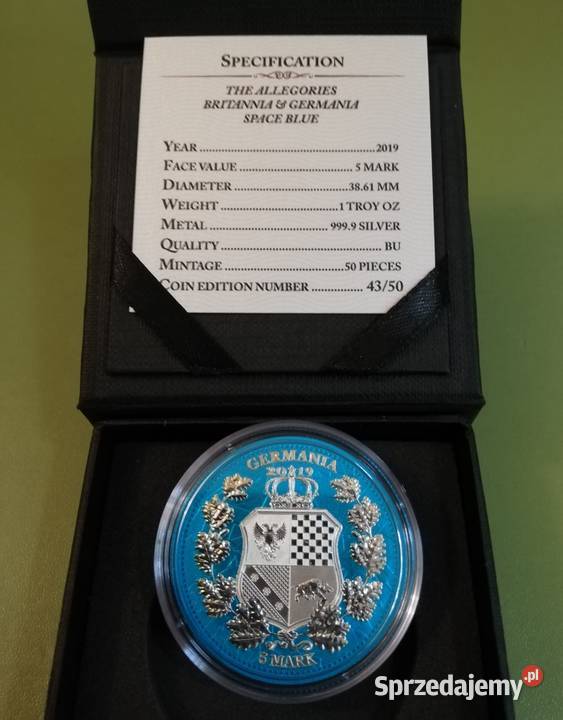 SPECIFICATION
THE ALLEGORIES
BRITANNIA & GERMANIA
SPACE BLUE
YEAR ........ 2019
FACE VALUE ........ 5 MARK
DIAMETER ........ 38.61 MM
WEIGHT ........ 1 TROY OZ
METAL ........ 999.9 SILVER
QUALITY ........ BU
MINTAGE ........ 50 PIECES
COIN EDITION NUMBER ........ 43/50
GERMANIA
2019
5 MARK
Sprzedajemy.pl